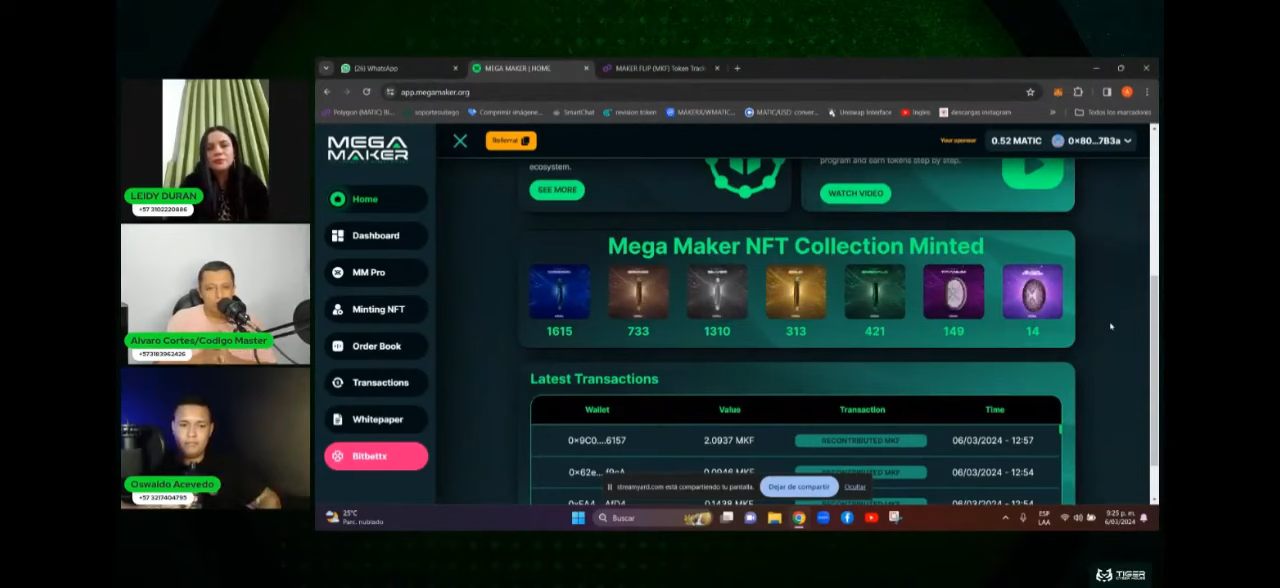 (26) WhatsApp
MEGA MAKER | HOME
MAKER FLIP (MKF) Token Track
app.megamaker.org
Polygon (MATIC) Bl...
soporteruitego
Comprimir imágene...
SmartChat
revision token
MAKERX/WMATIC...
MATIC/USD: conver...
Uniswap Interface
Ingles
descargas instagram
Todos los marcadores
MEGA MAKER
Referral
Your sponsor
0.52 MATIC
0x80...7B3a
ecosystem.
SEE MORE
program and earn tokens step by step.
WATCH VIDEO
Home
Dashboard
MM Pro
Minting NFT
Order Book
Transactions
Whitepaper
Bitbettx
Mega Maker NFT Collection Minted
1615 733 1310 313 421 149 14
Latest Transactions
Wallet Value Transaction Time
0x9C0....6157 2.0937 MKF RECONTRIBUTED MKF 06/03/2024 - 12:57
06/03/2024 - 12:54
streamyard.com está compartiendo tu pantalla.
Dejar de compartir
Ocultar
LEIDY DURAN
+57 3102220886
Alvaro Cortes/Codigo Master
+573183962426
Oswaldo Acevedo
+57 3217404795
25°C
Parc. nublado
Buscar
ESP
LAA
9:25 p. m.
6/03/2024
TIGER